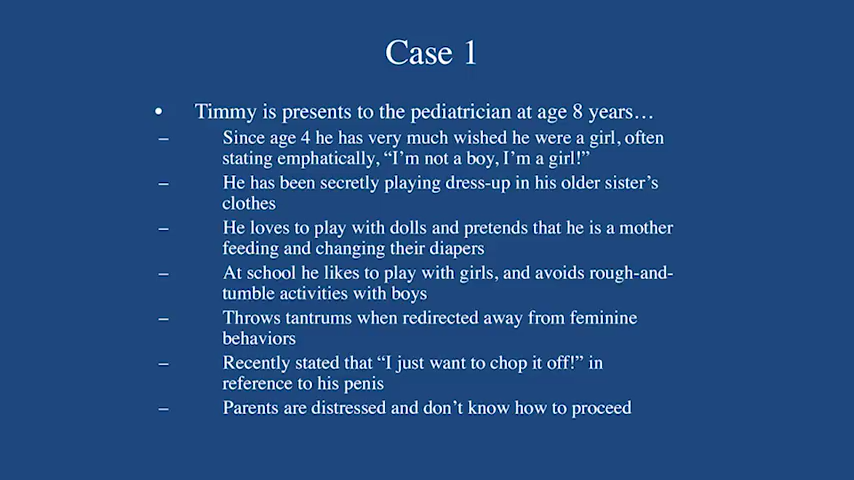 Case 1
• Timmy is presents to the pediatrician at age 8 years…
– Since age 4 he has very much wished he were a girl, often
stating emphatically, “I’m not a boy, I’m a girl!”
– He has been secretly playing dress-up in his older sister’s
clothes
– He loves to play with dolls and pretends that he is a mother
feeding and changing their diapers
– At school he likes to play with girls, and avoids rough-and-
tumble activities with boys
– Throws tantrums when redirected away from feminine
behaviors
– Recently stated that “I just want to chop it off!” in
reference to his penis
– Parents are distressed and don’t know how to proceed